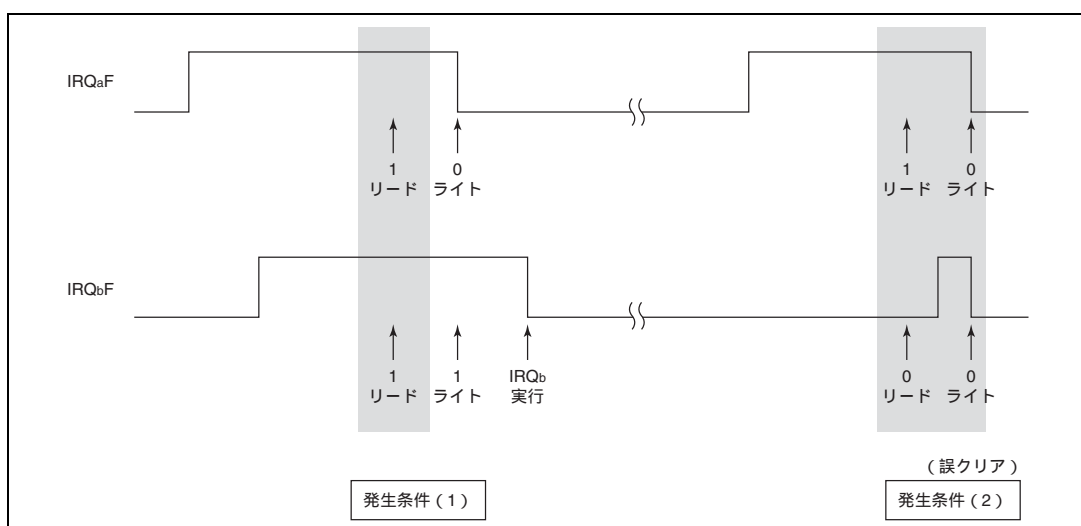 IRQaF
1 0 1 0
リード ライト リード ライト
IRQbF
1 1 IRQb 0 0
リード ライト 実行 リード ライト
(誤クリア)
発生条件(1) 発生条件(2)